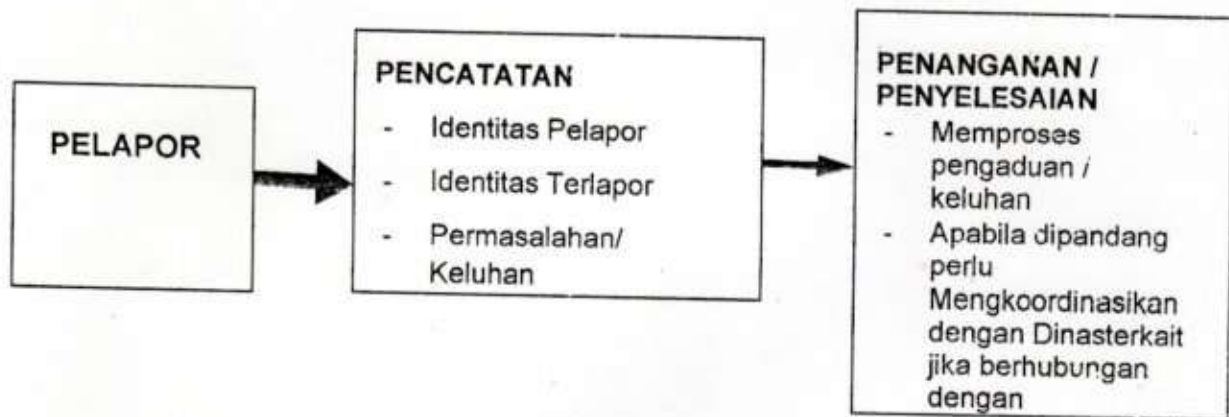 PELAPOR
PENCATATAN
- Identitas Pelapor
- Identitas Terlapor
- Permasalahan/
Keluhan
PENANGANAN /
PENYELESAIAN
- Memproses
pengaduan /
keluhan
- Apabila dipandang
perlu
Mengkoordinasikan
dengan Dinasterkait
jika berhubungan
dengan